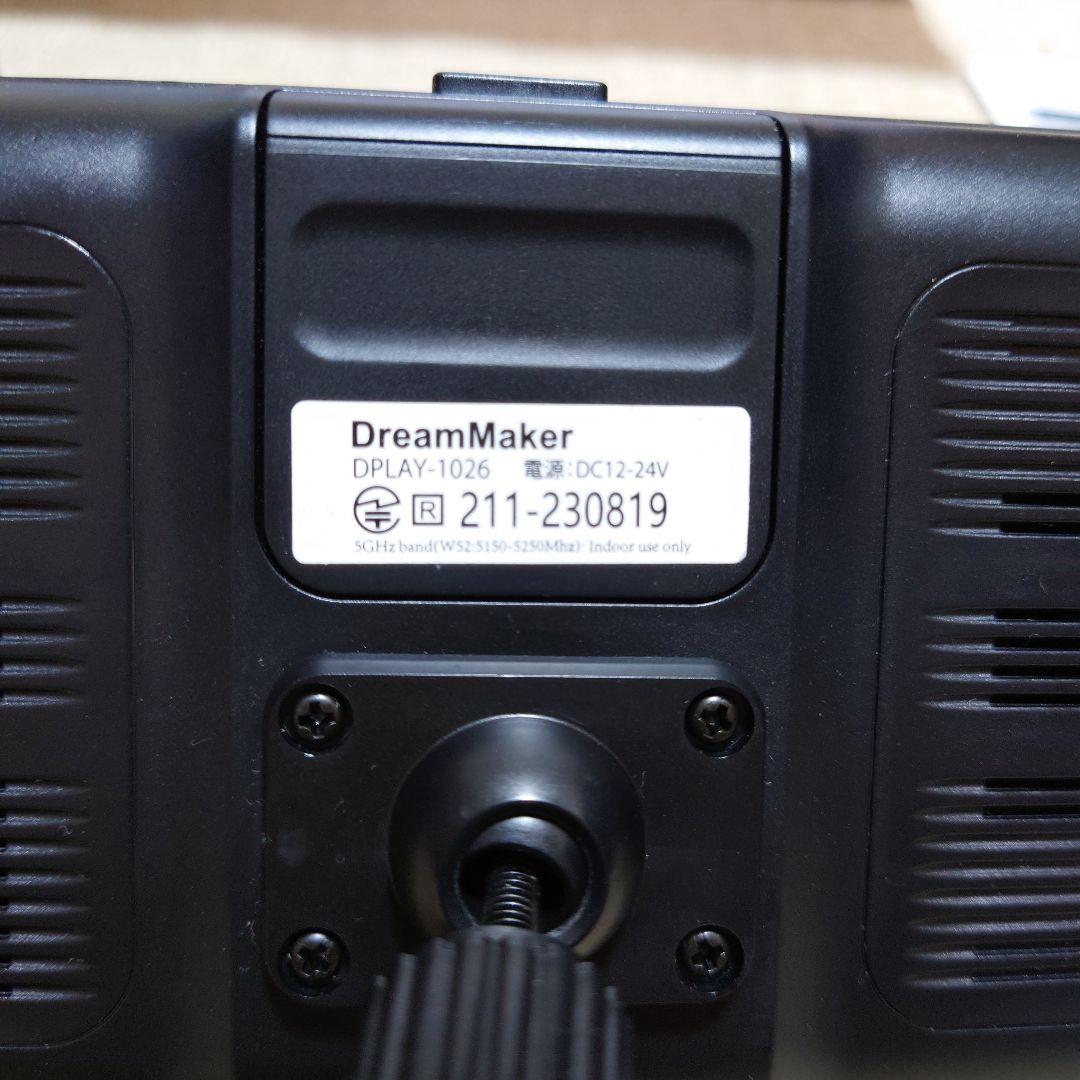 DreamMaker
DPLAY-1026 電源:DC12-24V
R 211-230819
5GHz band(W52:5150-5250Mhz): Indoor use only